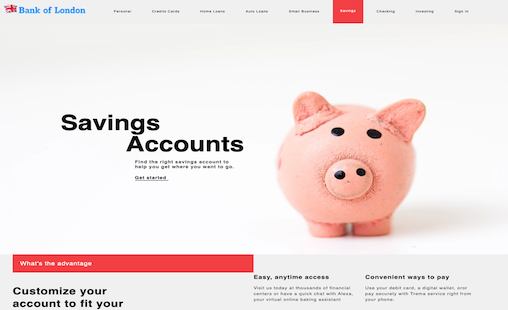 Bank of London
Personal
Credits Cards
Home Loans
Auto Loans
Small Business
Savings
Checking
Investing
Sign in
Savings
Accounts
Find the right savings account to
help you get where you want to go.
Get started
What's the advantage
Customize your
account to fit your
Easy, anytime access
Visit us today at thousands of financial
centers or have a quick chat with Alexa,
your virtual online baking assistant
Convenient ways to pay
Use your debit card, a digital wallet, oror
pay securely with Trema service right from
your phone.